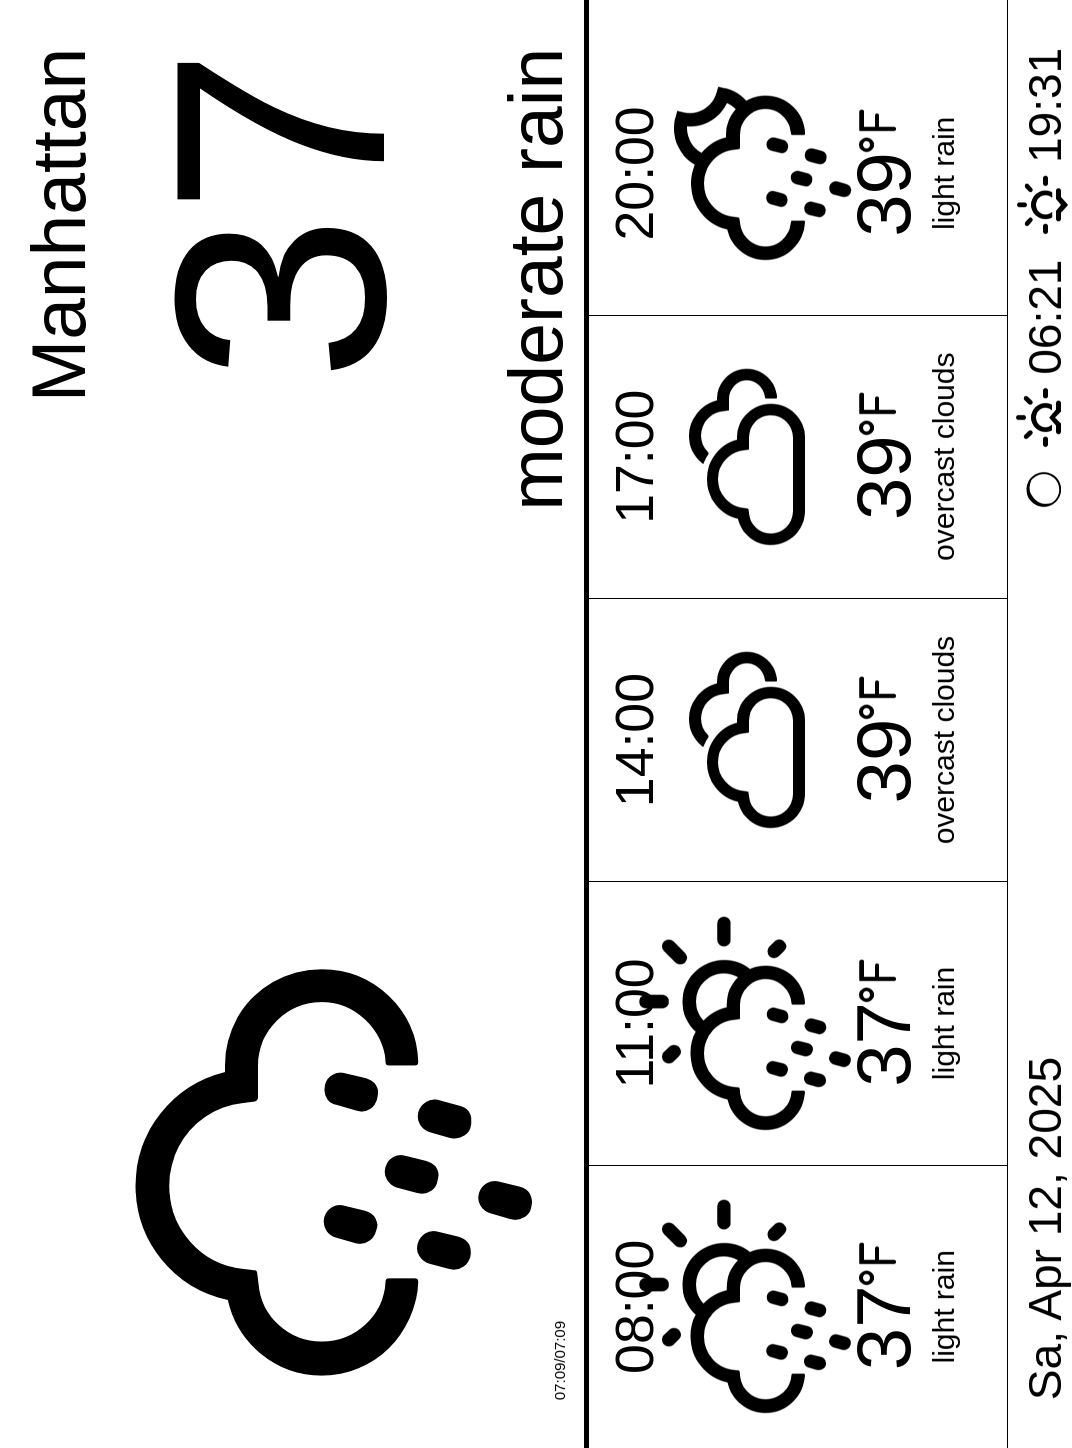 Manhattan
37
moderate rain
07:09/07:09
08:00
37°F
light rain
11:00
37°F
light rain
14:00
39°F
overcast clouds
17:00
39°F
overcast clouds
20:00
39°F
light rain
Sa, Apr 12, 2025
06:21
19:31